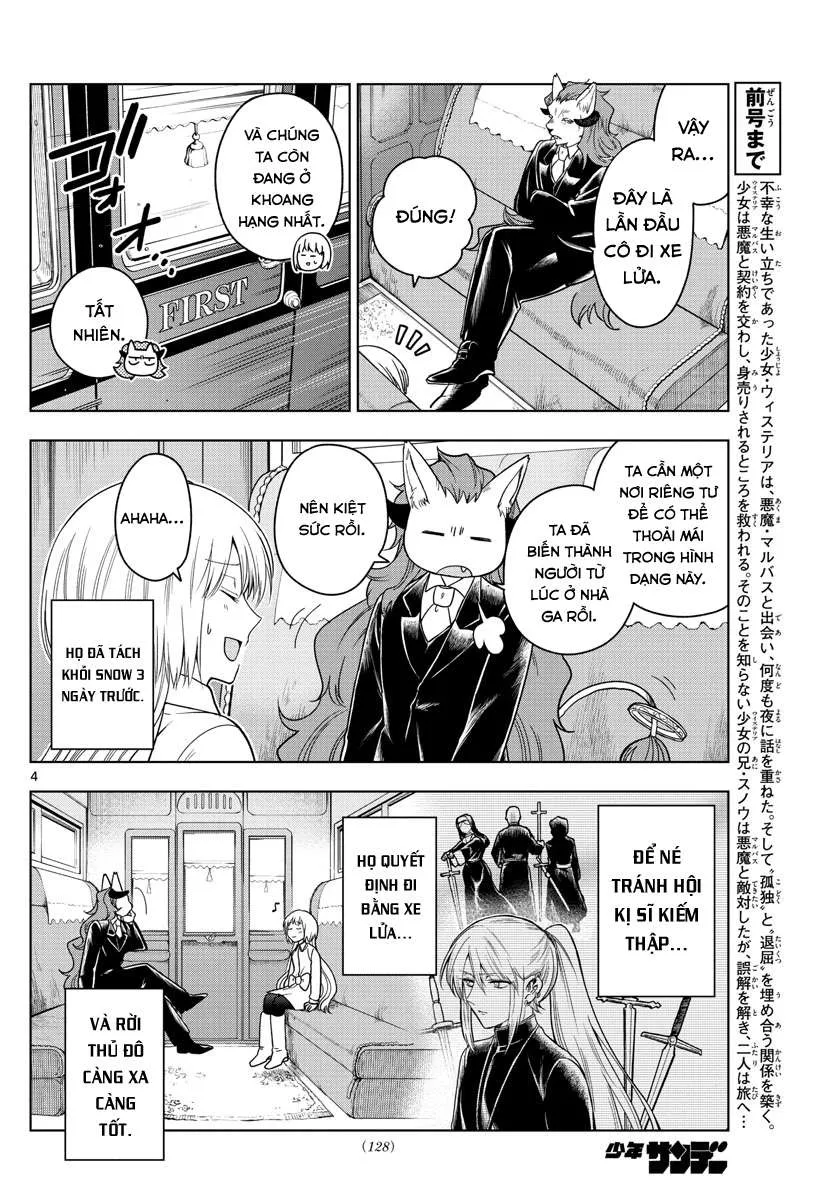 前号まで
不幸な生い立ちであった少女・ウィステリアは、悪魔・マルバスと出会い、何度も夜に話を重ねた。そして“孤独”と“退屈”を埋め合う関係を築く。
少女は悪魔と契約を交わし、身売りされるところを救われる。そのことを知らない少女の兄・スノウは悪魔と敵対したが、誤解を解き、二人は旅へ…
VẬY
RA...
ĐÂY LÀ
LẦN ĐẦU
CÔ ĐI XE
LỬA.
ĐÚNG!
VÀ CHÚNG
TA CÒN
ĐANG Ở
KHOANG
HẠNG NHẤT.
ガタ
ゴオォ
FIRST
TẤT
NHIÊN.
TA CẦN MỘT
NƠI RIÊNG TƯ
ĐỂ CÓ THỂ
THOẢI MÁI
TRONG HÌNH
DẠNG NÀY.
TA ĐÃ
BIẾN THÀNH
NGƯỜI TỪ
LÚC Ở NHÀ
GA RỒI.
NÊN KIỆT
SỨC RỒI.
AHAHA...
HỌ ĐÃ TÁCH
KHỎI SNOW 3
NGÀY TRƯỚC.
4
ĐỂ NÉ
TRÁNH HỘI
KỊ SĨ KIẾM
THẬP...
HỌ QUYẾT
ĐỊNH ĐI
BẰNG XE
LỬA...
VÀ RỜI
THỦ ĐÔ
CÀNG XA
CÀNG
TỐT.
(128)
少年サンデー